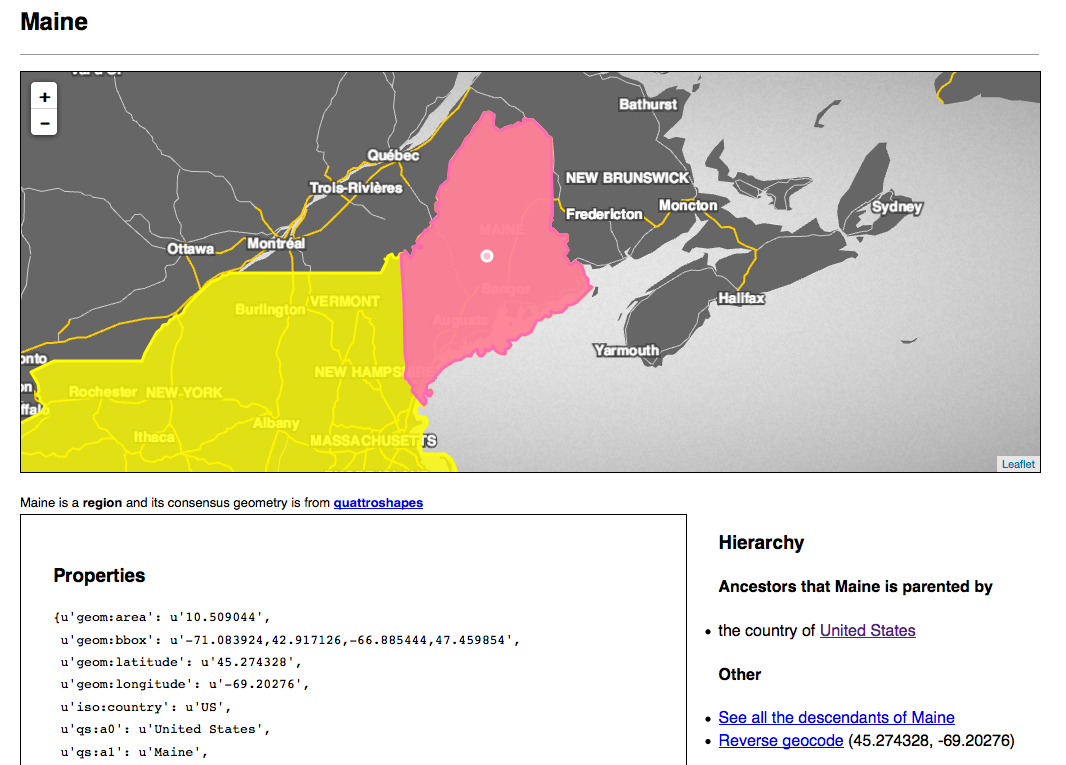 Maine
+
−
Bathurst
Québec
NEW BRUNSWICK
Trois-Rivières
Moncton
Sydney
Fredericton
MAINE
Montréal
Ottawa
Bangor
Halifax
VERMONT
Burlington
Augusta
Yarmouth
NEW HAMPSHIRE
Rochester NEW YORK
Albany
Ithaca
MASSACHUSETTS
Leaflet
Maine is a region and its consensus geometry is from quattroshapes
Properties
{u'geom:area': u'10.509044',
u'geom:bbox': u'-71.083924,42.917126,-66.885444,47.459854',
u'geom:latitude': u'45.274328',
u'geom:longitude': u'-69.20276',
u'iso:country': u'US',
u'qs:a0': u'United States',
u'qs:a1': u'Maine',
Hierarchy
Ancestors that Maine is parented by
the country of United States
Other
See all the descendants of Maine
Reverse geocode (45.274328, -69.20276)